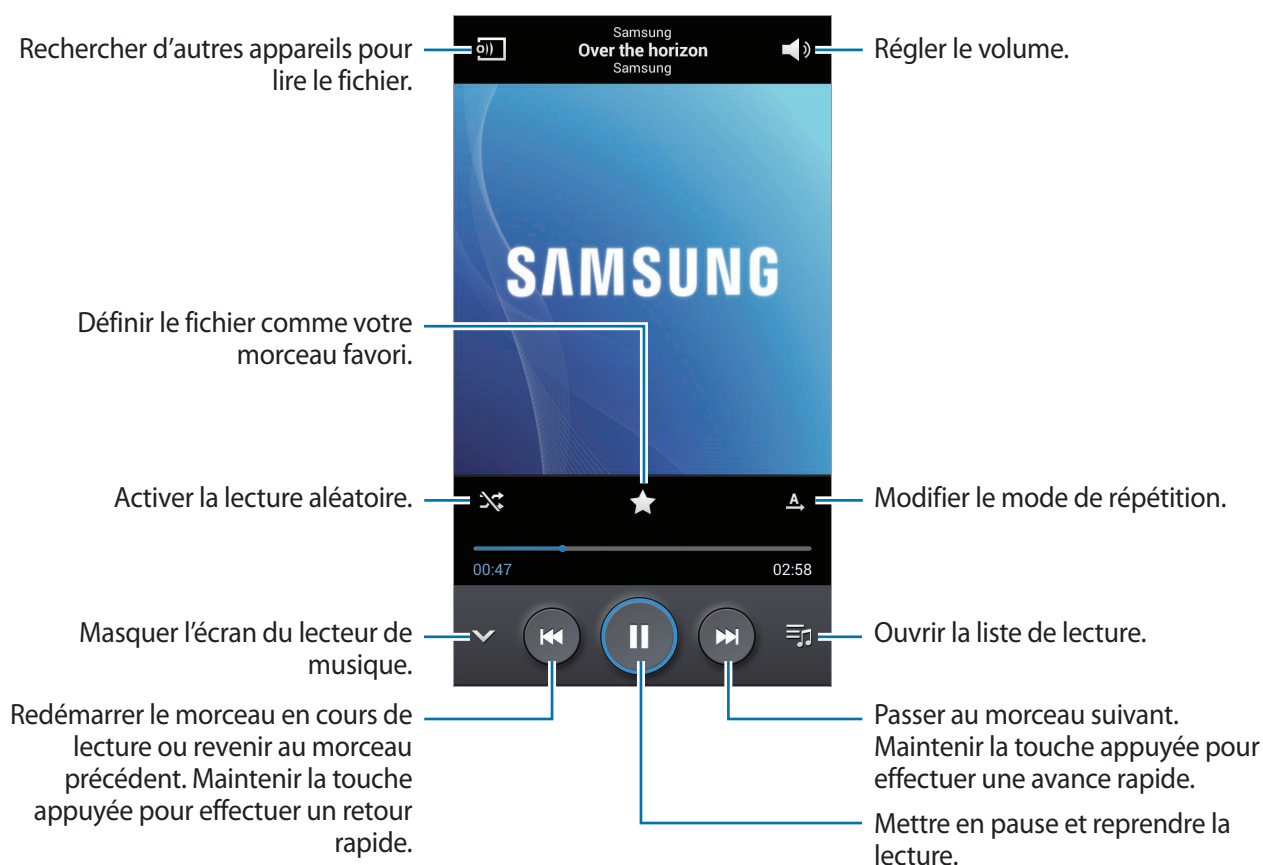 Rechercher d’autres appareils pour
lire le fichier.
Samsung
Over the horizon
Samsung
Régler le volume.
SAMSUNG
Définir le fichier comme votre
morceau favori.
Activer la lecture aléatoire.
A
Modifier le mode de répétition.
00:47
02:58
Masquer l’écran du lecteur de
musique.
Ouvrir la liste de lecture.
Redémarrer le morceau en cours de
lecture ou revenir au morceau
précédent. Maintenir la touche
appuyée pour effectuer un retour
rapide.
Passer au morceau suivant.
Maintenir la touche appuyée pour
effectuer une avance rapide.
Mettre en pause et reprendre la
lecture.